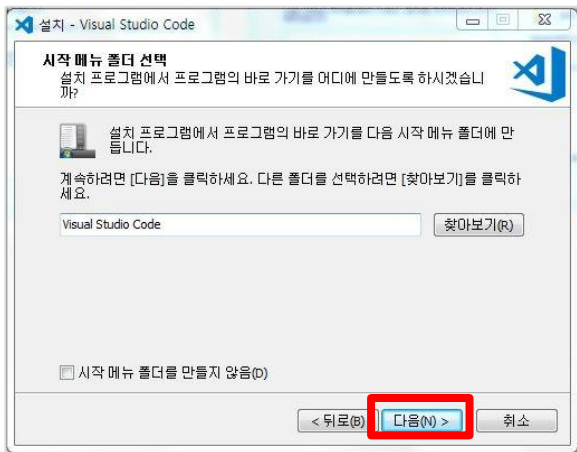 설치 - Visual Studio Code
시작 메뉴 폴더 선택
설치 프로그램에서 프로그램의 바로 가기를 어디에 만들도록 하시겠습니
까?
설치 프로그램에서 프로그램의 바로 가기를 다음 시작 메뉴 폴더에 만
듭니다.
계속하려면 [다음]을 클릭하세요. 다른 폴더를 선택하려면 [찾아보기]를 클릭하
세요.
Visual Studio Code
찾아보기(R)
시작 메뉴 폴더를 만들지 않음(D)
< 뒤로(B)
다음(N) >
취소